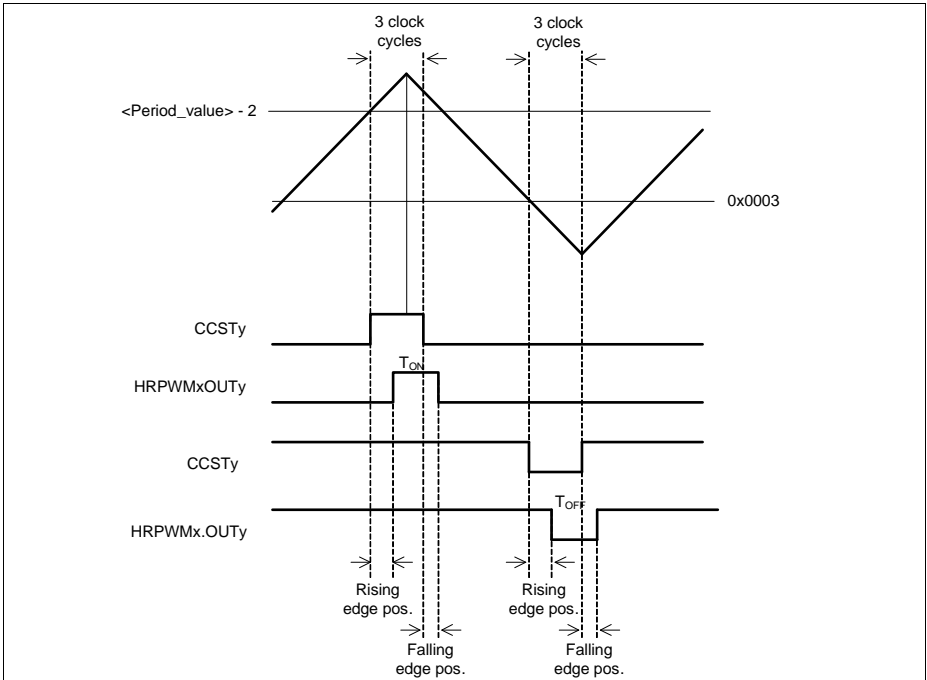 3 clock
cycles
3 clock
cycles
<Period_value> - 2
0x0003
CCSTy
TON
HRPWMxOUTy
CCSTy
TOFF
HRPWMx.OUTy
Rising
edge pos.
Rising
edge pos.
Falling
edge pos.
Falling
edge pos.